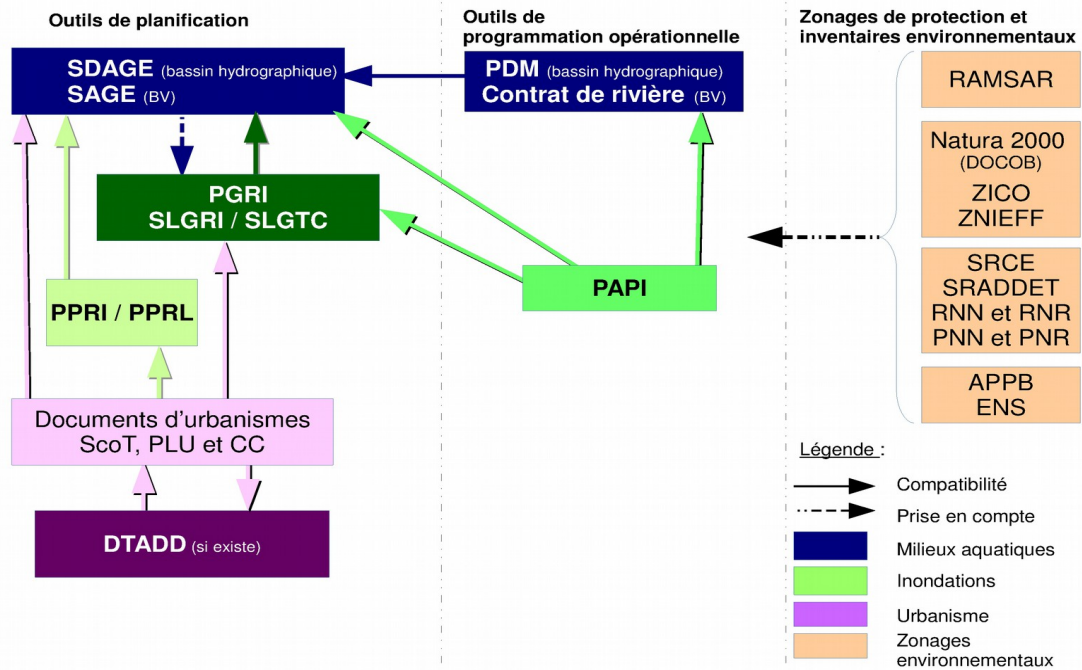 Outils de planification
SDAGE (bassin hydrographique)
SAGE (BV)
PGRI
SLGRI / SLGTC
PPRI / PPRL
Documents d'urbanismes
ScoT, PLU et CC
DTADD (si existe)
Outils de
programmation opérationnelle
PDM (bassin hydrographique)
Contrat de rivière (BV)
PAPI
Zonages de protection et
inventaires environnementaux
RAMSAR
Natura 2000
(DOCOB)
ZICO
ZNIEFF
SRCE
SRADDET
RNN et RNR
PNN et PNR
APPB
ENS
Légende :
Compatibilité
Prise en compte
Milieux aquatiques
Inondations
Urbanisme
Zonages
environnementaux